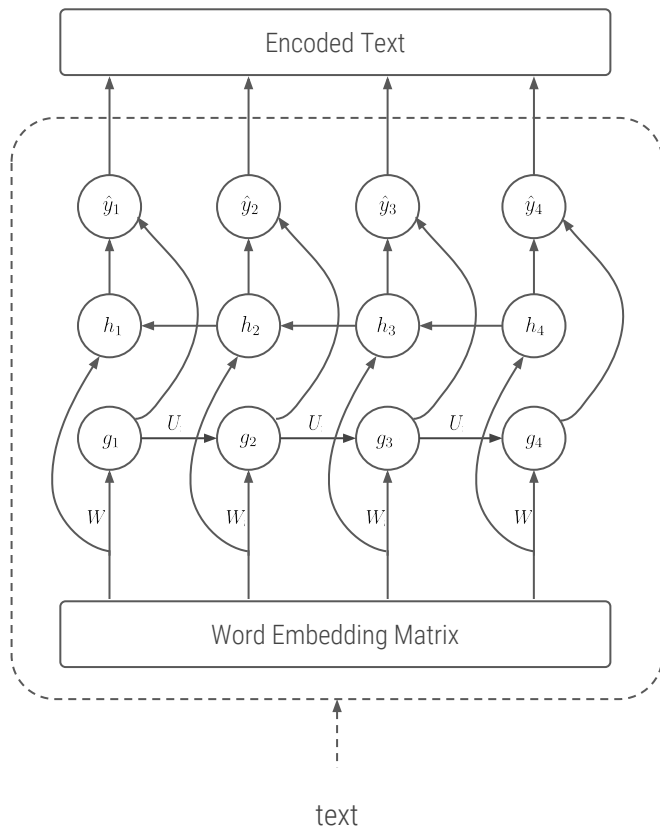 Encoded Text
ŷ₁ ŷ₂ ŷ₃ ŷ₄
h₁ h₂ h₃ h₄
U U U
g₁ g₂ g₃ g₄
W W W W
Word Embedding Matrix
text